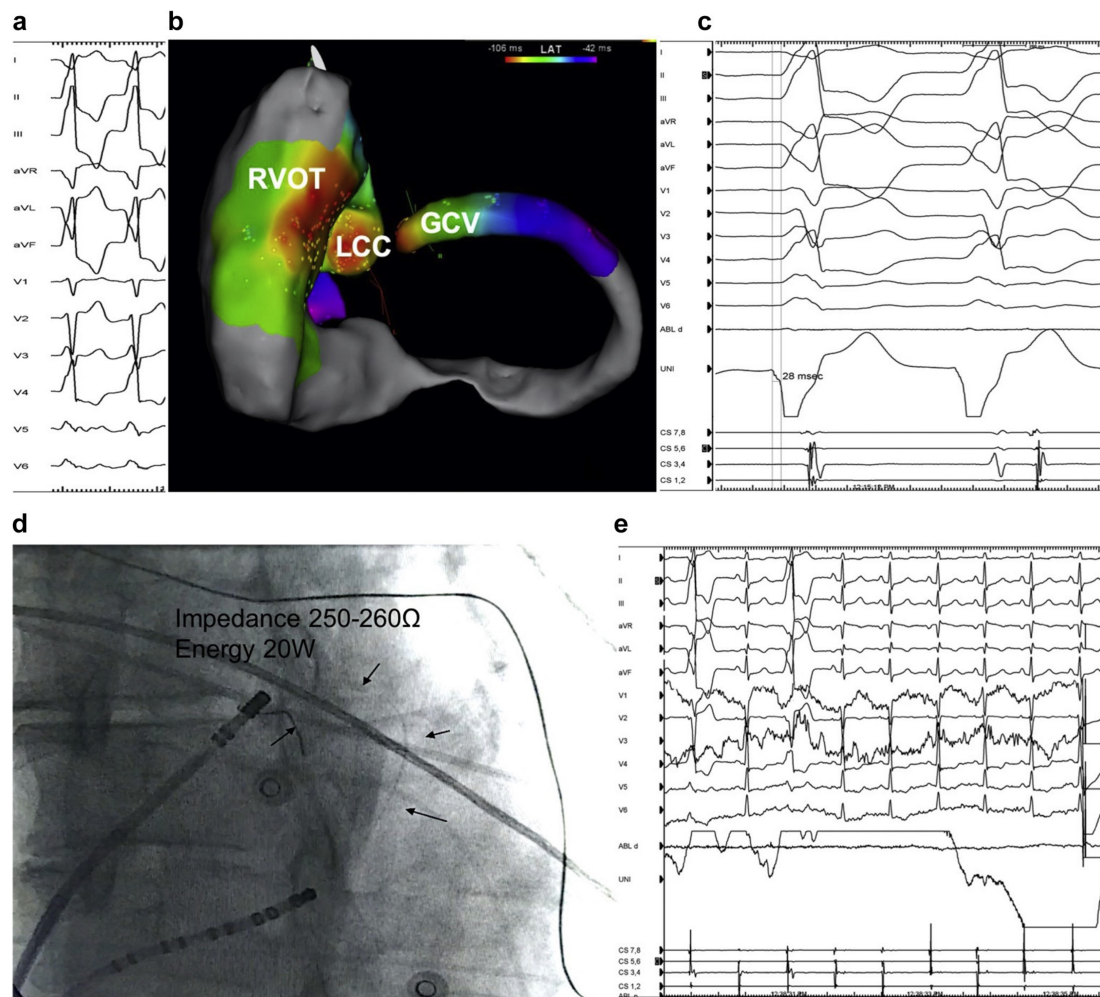 a
I
II
III
aVR
aVL
aVF
V1
V2
V3
V4
V5
V6
b
-106 ms LAT -42 ms
RVOT
LCC
GCV
c
I
II
III
aVR
aVL
aVF
V1
V2
V3
V4
V5
V6
ABL d
UNI
28 msec
CS 7,8
CS 5,6
CS 3,4
CS 1,2
d
Impedance 250-260Ω
Energy 20W
e
I
II
III
aVR
aVL
aVF
V1
V2
V3
V4
V5
V6
ABL d
UNI
CS 7,8
CS 5,6
CS 3,4
CS 1,2